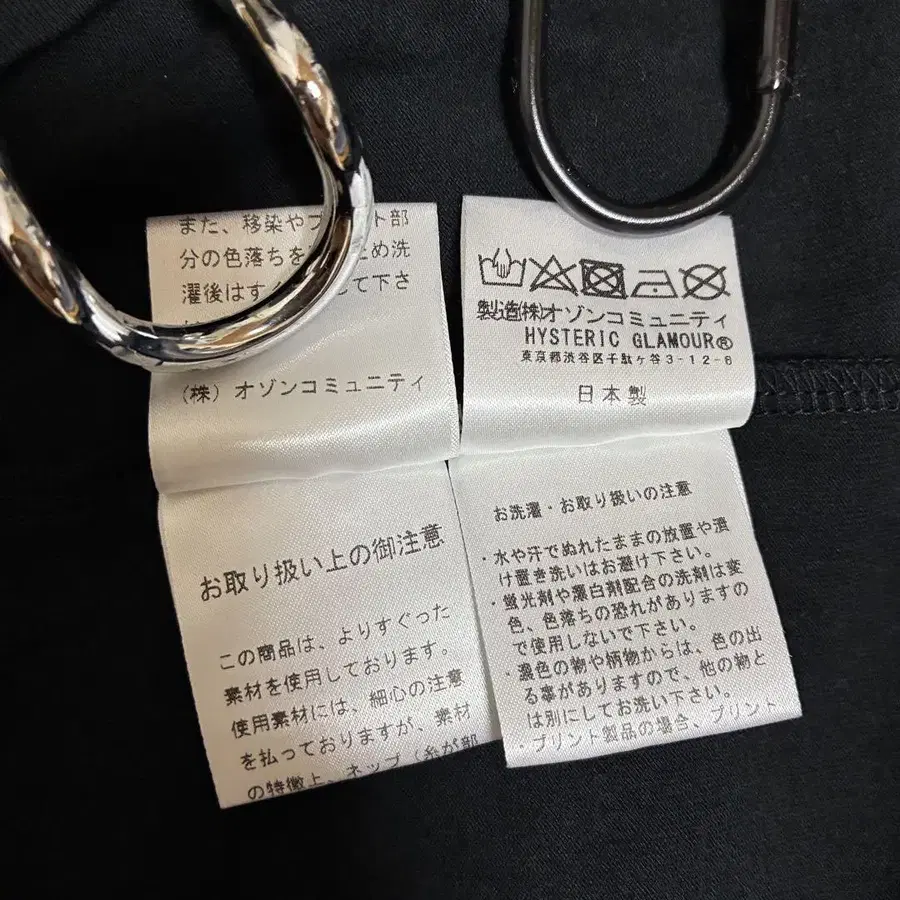 また、移染やプ ト部
分の色落ちを め洗
濯後はす して下さ
(株) オゾンコミュニティ
お取り扱い上の御注意
この商品は、よりすぐった
素材を使用しております。
使用素材には、細心の注意
を払っておりますが、素材
の特徴上、ネップ(糸が部
製造(株)オゾンコミュニティ
HYSTERIC GLAMOUR®
東京都渋谷区千駄ヶ谷3-12-6
日本製
お洗濯・お取り扱いの注意
・水や汗でぬれたままの放置や漬
け置き洗いはお避け下さい。
・蛍光剤や漂白剤配合の洗剤は変
色、色落ちの恐れがありますの
で使用しないで下さい。
・濃色の物や柄物からは、色の出
る事がありますので、他の物と
は別にしてお洗い下さい。
・プリント製品の場合、プリント